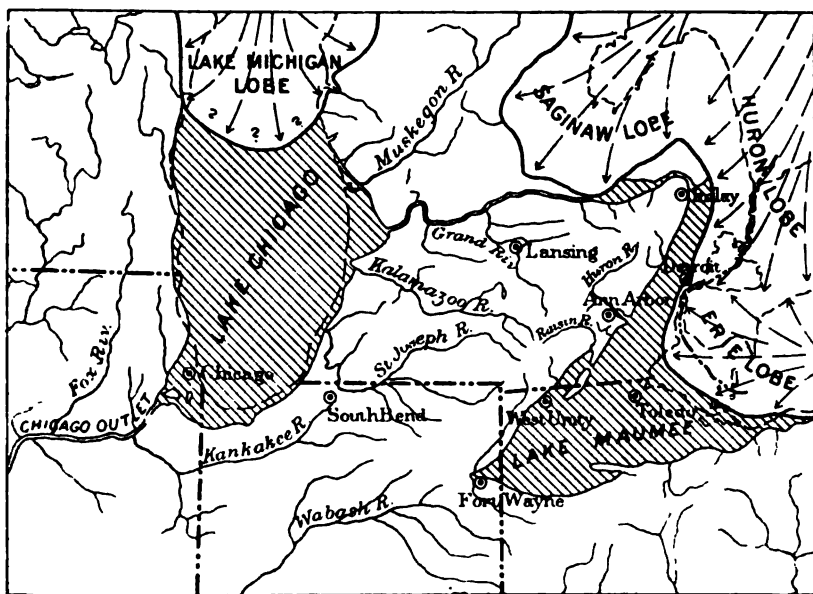 LAKE MICHIGAN
LOBE
? ? ?
Muskegon R
SAGINAW LOBE
HURON LOBE
Imlay
LAKE CHICAGO
Grand Riv
Lansing
Huron R.
Detroit
Kalamazoo R.
Ann Arbor
Raisin R.
ERIE LOBE
Fox Riv.
St Joseph R.
Chicago
CHICAGO OUTLET
South Bend
West Unity
Toledo
LAKE MAUMEE
Kankakee R
Fort Wayne
Wabash R.